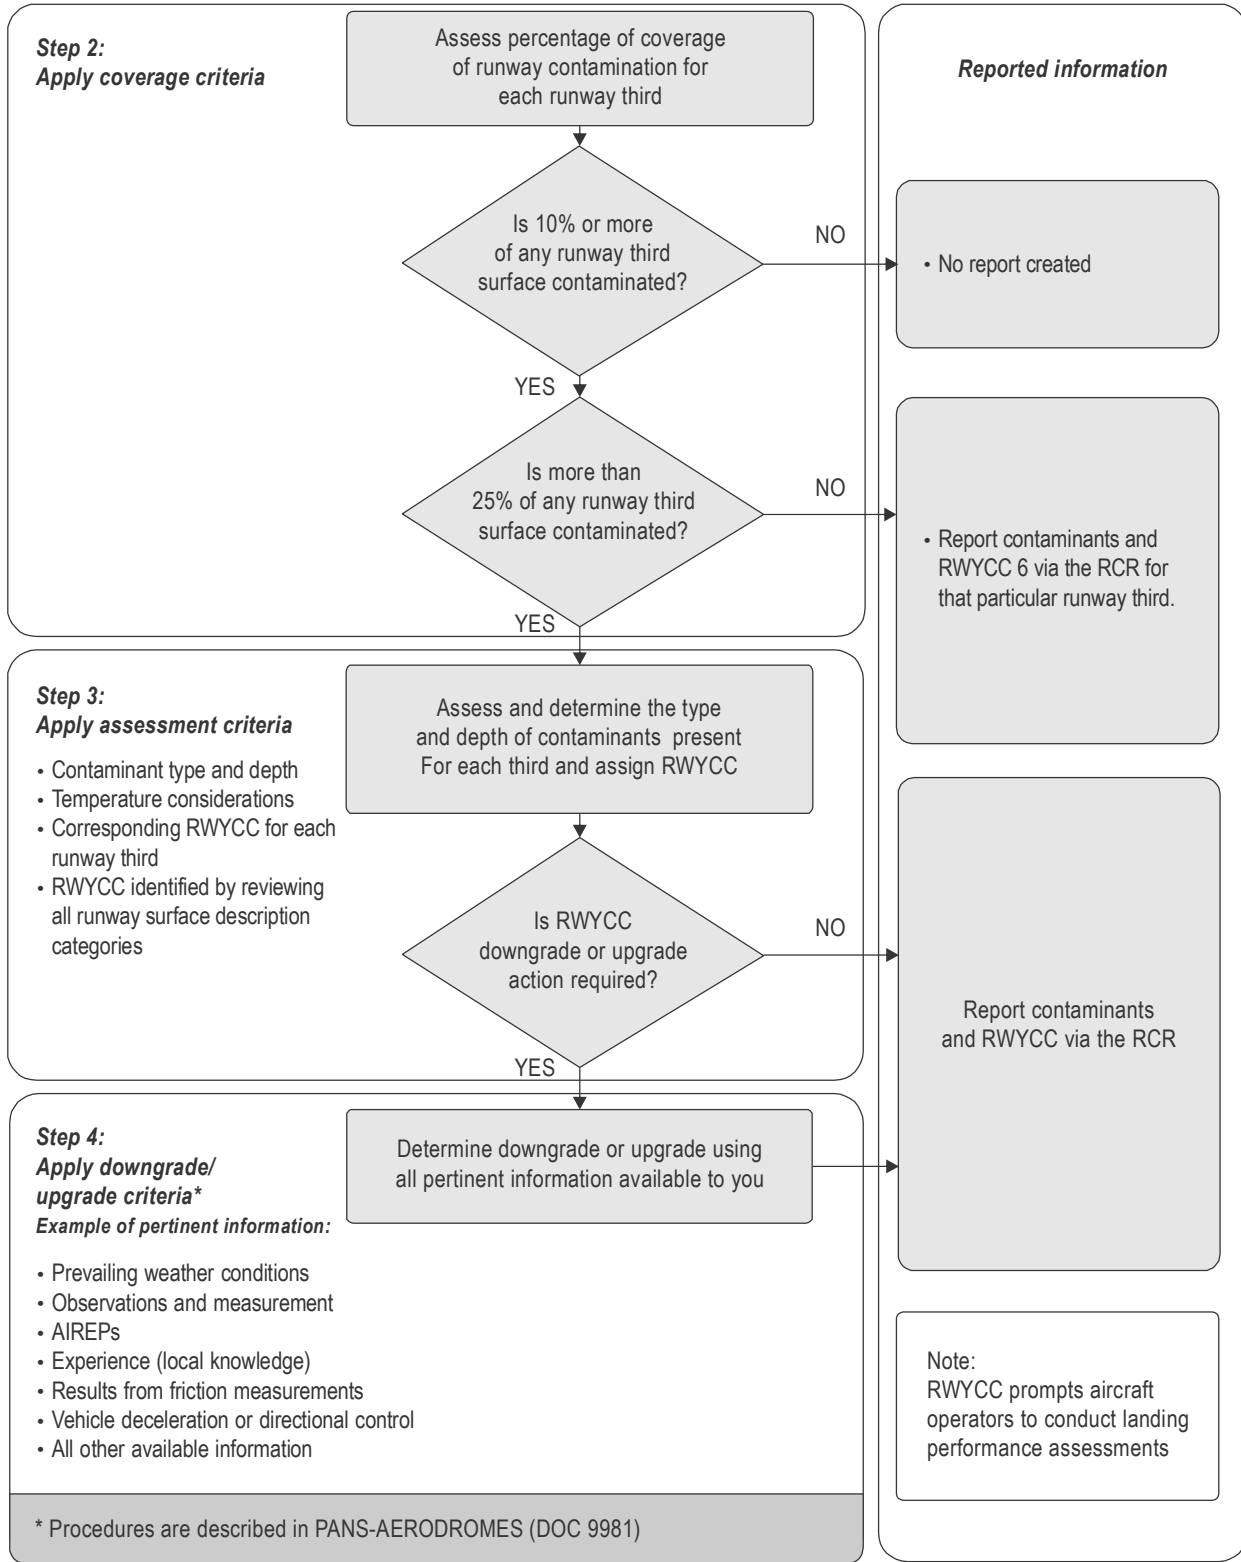 Step 2:
Apply coverage criteria
Assess percentage of coverage
of runway contamination for
each runway third
Reported information
Is 10% or more
of any runway third
surface contaminated?
NO
• No report created
YES
Is more than
25% of any runway third
surface contaminated?
NO
• Report contaminants and
RWYCC 6 via the RCR for
that particular runway third.
YES
Step 3:
Apply assessment criteria
• Contaminant type and depth
• Temperature considerations
• Corresponding RWYCC for each
runway third
• RWYCC identified by reviewing
all runway surface description
categories
Assess and determine the type
and depth of contaminants present
For each third and assign RWYCC
Is RWYCC
downgrade or upgrade
action required?
NO
Report contaminants
and RWYCC via the RCR
YES
Step 4:
Apply downgrade/
upgrade criteria*
Example of pertinent information:
• Prevailing weather conditions
• Observations and measurement
• AIREPs
• Experience (local knowledge)
• Results from friction measurements
• Vehicle deceleration or directional control
• All other available information
Determine downgrade or upgrade using
all pertinent information available to you
Note:
RWYCC prompts aircraft
operators to conduct landing
performance assessments
* Procedures are described in PANS-AERODROMES (DOC 9981)